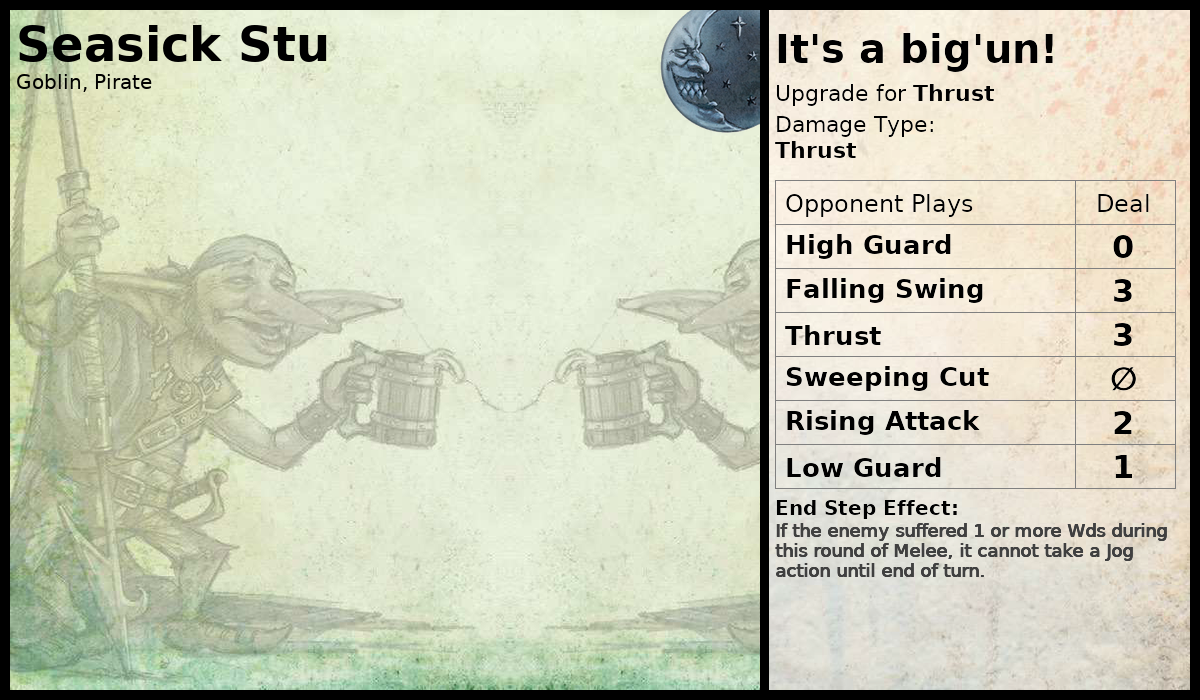 Seasick Stu
Goblin, Pirate
It's a big'un!
Upgrade for Thrust
Damage Type:
Thrust
Opponent Plays Deal
High Guard 0
Falling Swing 3
Thrust 3
Sweeping Cut ∅
Rising Attack 2
Low Guard 1
End Step Effect:
If the enemy suffered 1 or more Wds during
this round of Melee, it cannot take a Jog
action until end of turn.